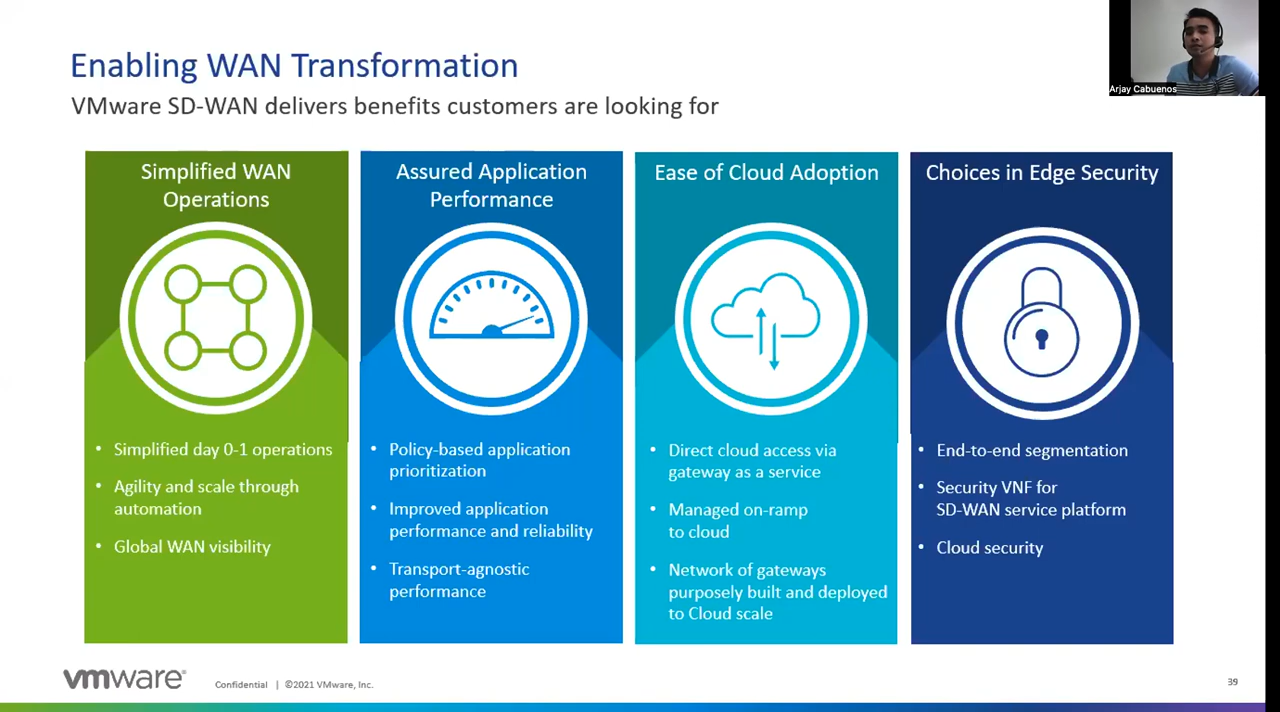 Enabling WAN Transformation
VMware SD-WAN delivers benefits customers are looking for
Arjay Cabuenos
Simplified WAN
Operations
• Simplified day 0-1 operations
• Agility and scale through
automation
• Global WAN visibility
Assured Application
Performance
• Policy-based application
prioritization
• Improved application
performance and reliability
• Transport-agnostic
performance
Ease of Cloud Adoption
• Direct cloud access via
gateway as a service
• Managed on-ramp
to cloud
• Network of gateways
purposely built and deployed
to Cloud scale
Choices in Edge Security
• End-to-end segmentation
• Security VNF for
SD-WAN service platform
• Cloud security
vmware®
Confidential | ©2021 VMware, Inc.
39